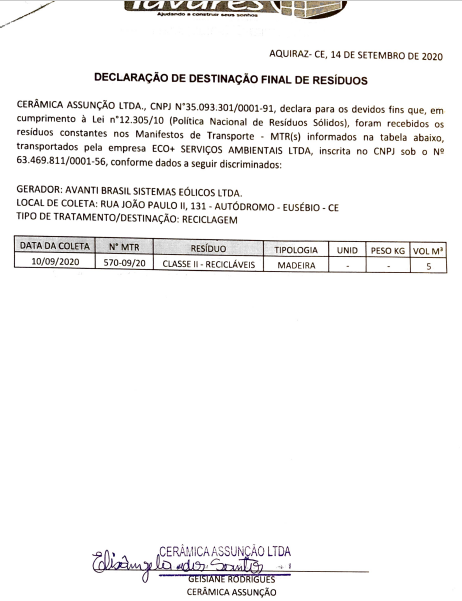 Tavares
Ajudando a construir seus sonhos
AQUIRAZ- CE, 14 DE SETEMBRO DE 2020
DECLARAÇÃO DE DESTINAÇÃO FINAL DE RESÍDUOS
CERÂMICA ASSUNÇÃO LTDA., CNPJ N°35.093.301/0001-91, declara para os devidos fins que, em
cumprimento à Lei n°12.305/10 (Política Nacional de Resíduos Sólidos), foram recebidos os
resíduos constantes nos Manifestos de Transporte - MTR(s) informados na tabela abaixo,
transportados pela empresa ECO+ SERVIÇOS AMBIENTAIS LTDA, inscrita no CNPJ sob o Nº
63.469.811/0001-56, conforme dados a seguir discriminados:
GERADOR: AVANTI BRASIL SISTEMAS EÓLICOS LTDA.
LOCAL DE COLETA: RUA JOÃO PAULO II, 131 - AUTÓDROMO - EUSÉBIO - CE
TIPO DE TRATAMENTO/DESTINAÇÃO: RECICLAGEM
DATA DA COLETA N° MTR RESÍDUO TIPOLOGIA UNID PESO KG VOL M³
10/09/2020 570-09/20 CLASSE II - RECICLÁVEIS MADEIRA - - 5
CERÂMICA ASSUNÇÃO LTDA
Elisangela dos Santos
GEISIANE RODRIGUES
CERÂMICA ASSUNÇÃO